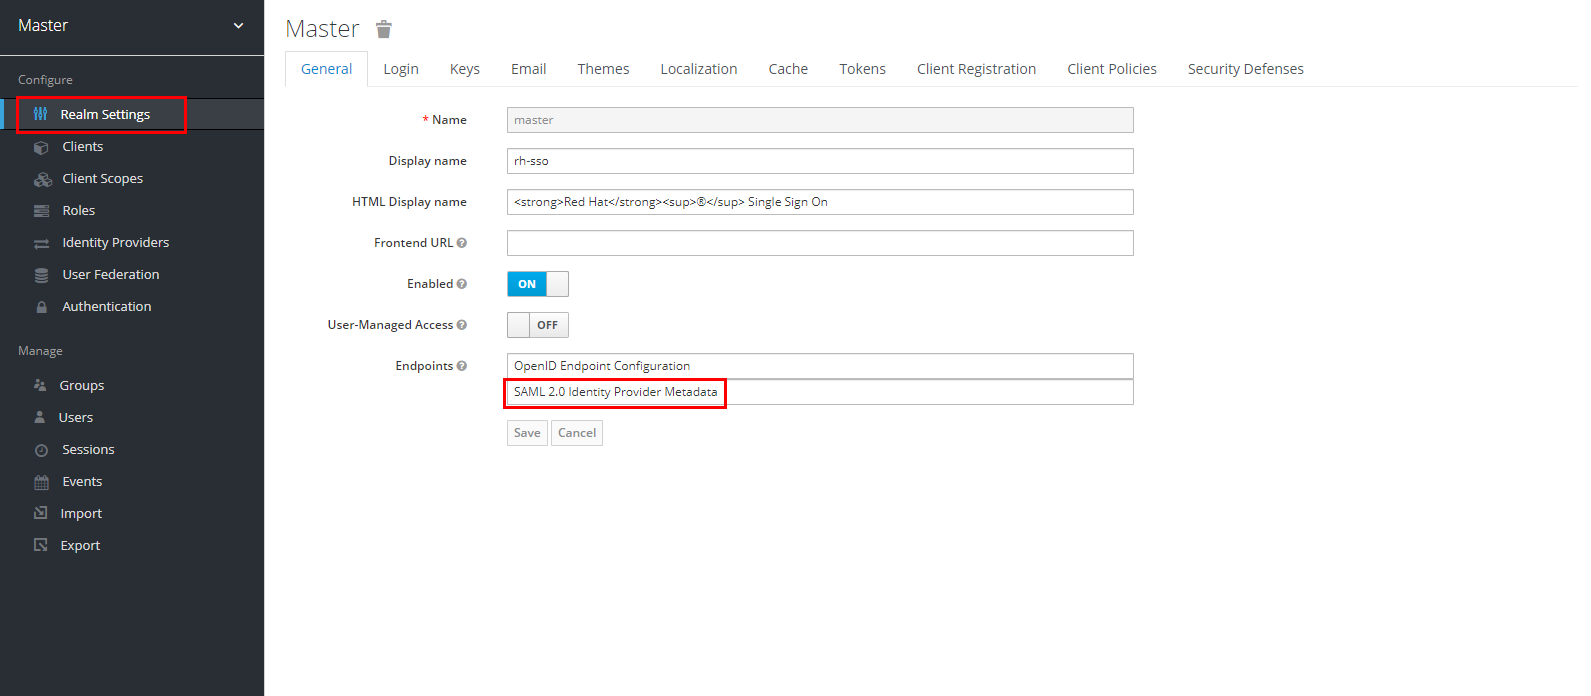 Master
Configure
Realm Settings
Clients
Client Scopes
Roles
Identity Providers
User Federation
Authentication
Manage
Groups
Users
Sessions
Events
Import
Export
Master
General Login Keys Email Themes Localization Cache Tokens Client Registration Client Policies Security Defenses
* Name master
Display name rh-sso
HTML Display name <strong>Red Hat</strong><sup>®</sup> Single Sign On
Frontend URL
Enabled ON
User-Managed Access OFF
Endpoints OpenID Endpoint Configuration
SAML 2.0 Identity Provider Metadata
Save Cancel